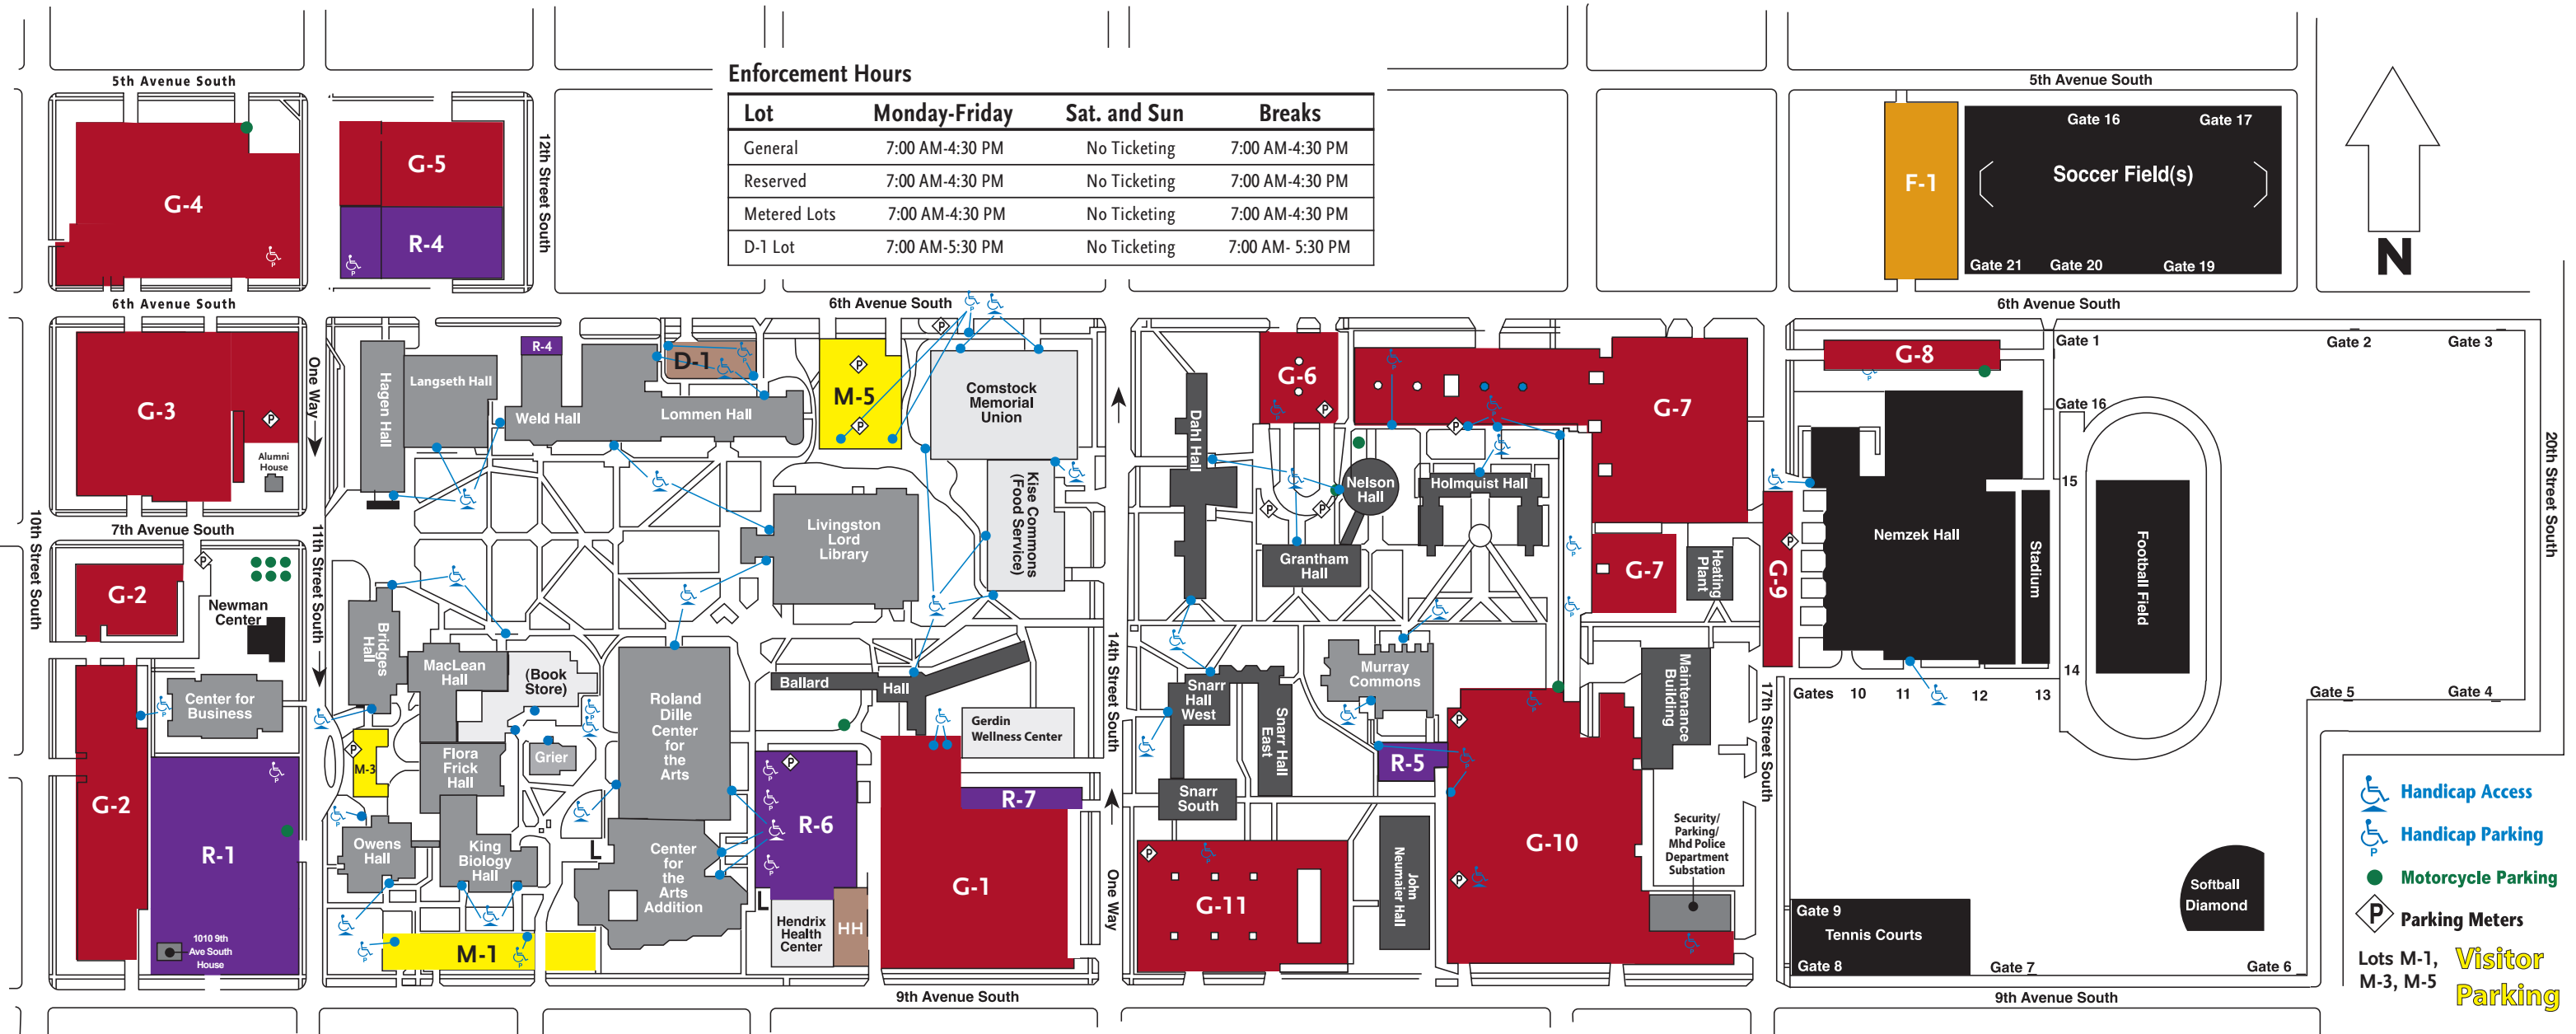 5th Avenue South
5th Avenue South
Enforcement Hours
Lot Monday-Friday Sat. and Sun Breaks
General 7:00 AM-4:30 PM No Ticketing 7:00 AM-4:30 PM
Reserved 7:00 AM-4:30 PM No Ticketing 7:00 AM-4:30 PM
Metered Lots 7:00 AM-4:30 PM No Ticketing 7:00 AM-4:30 PM
D-1 Lot 7:00 AM-5:30 PM No Ticketing 7:00 AM- 5:30 PM
G-4
G-5
R-4
12th Street South
F-1
Gate 16
Gate 17
Soccer Field(s)
Gate 21
Gate 20
Gate 19
N
6th Avenue South
6th Avenue South
6th Avenue South
G-3
P
Alumni
House
One Way
Hagen Hall
Langseth Hall
R-4
Weld Hall
D-1
Lommen Hall
P
M-5
P
P
Comstock
Memorial
Union
Kise Commons
(Food Service)
Livingston
Lord
Library
Dahl Hall
G-6
P
P
P
Nelson
Hall
Grantham
Hall
P
Holmquist Hall
G-7
G-7
Heating
Plant
G-8
G-9
P
Nemzek Hall
Stadium
Football Field
Gate 1
Gate 2
Gate 3
Gate 16
15
14
20th Street South
10th Street South
7th Avenue South
11th Street South
G-2
P
Newman
Center
G-2
Center for
Business
R-1
1010 9th
Ave South
House
Bridges
Hall
MacLean
Hall
(Book
Store)
P
M-3
Flora
Frick
Hall
Grier
Owens
Hall
King
Biology
Hall
M-1
Roland
Dille
Center
for
the
Arts
L
Center
for
the
Arts
Addition
Ballard
Hall
Gerdin
Wellness Center
P
R-6
R-7
G-1
L
Hendrix
Health
Center
HH
14th Street South
One Way
Snarr
Hall
West
Snarr Hall
East
Snarr
South
P
G-11
John
Neumaier Hall
Murray
Commons
R-5
P
G-10
P
Maintenance
Building
Security/
Parking/
Mhd Police
Department
Substation
17th Street South
Gates 10 11 12 13
Gate 5
Gate 4
Gate 9
Tennis Courts
Gate 8
Gate 7
Gate 6
Softball
Diamond
9th Avenue South
9th Avenue South
Handicap Access
P Handicap Parking
Motorcycle Parking
P Parking Meters
Lots M-1,
M-3, M-5
Visitor
Parking